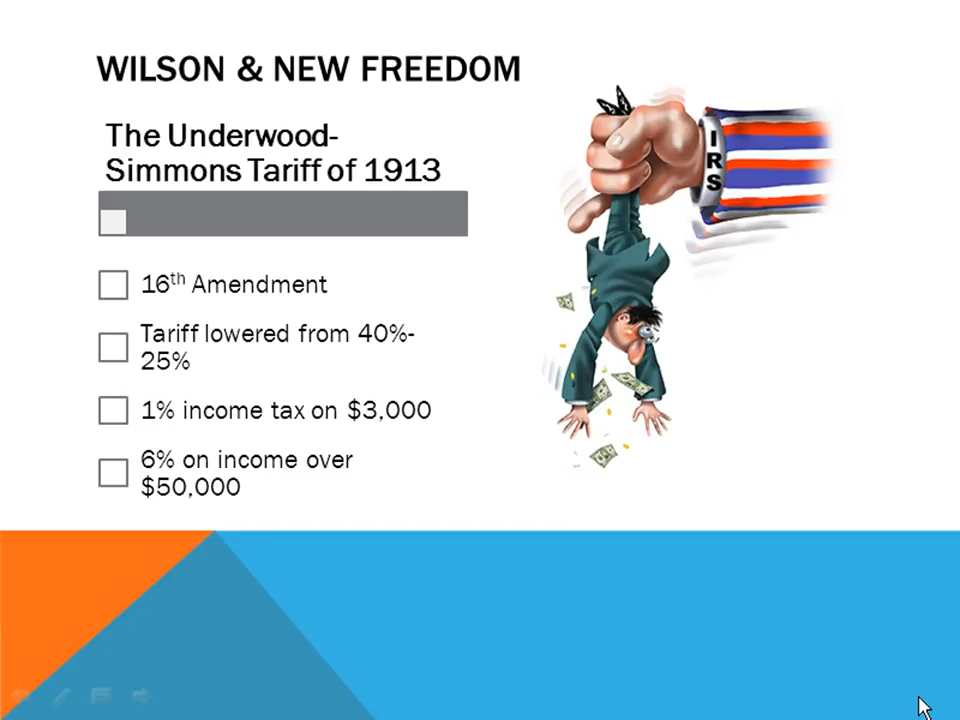 WILSON & NEW FREEDOM
The Underwood-
Simmons Tariff of 1913
16th Amendment
Tariff lowered from 40%-
25%
1% income tax on $3,000
6% on income over
$50,000
IRS